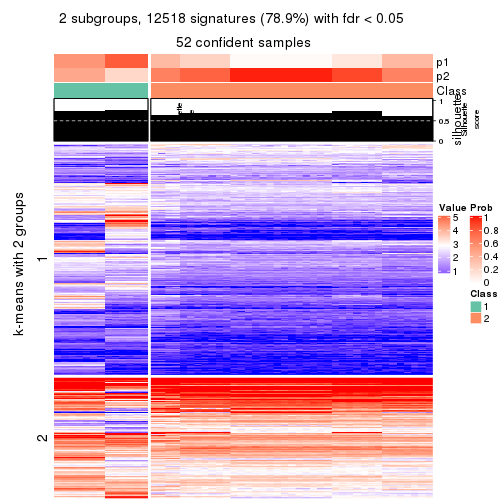 2 subgroups, 12518 signatures (78.9%) with fdr < 0.05
52 confident samples
p1
p2
Class
1
0.5
0
silhouette
Silhouette
score
k-means with 2 groups
1
2
Value Prob
5 1
4 0.8
3 0.6
2 0.4
1 0.2
0
Class
1
2